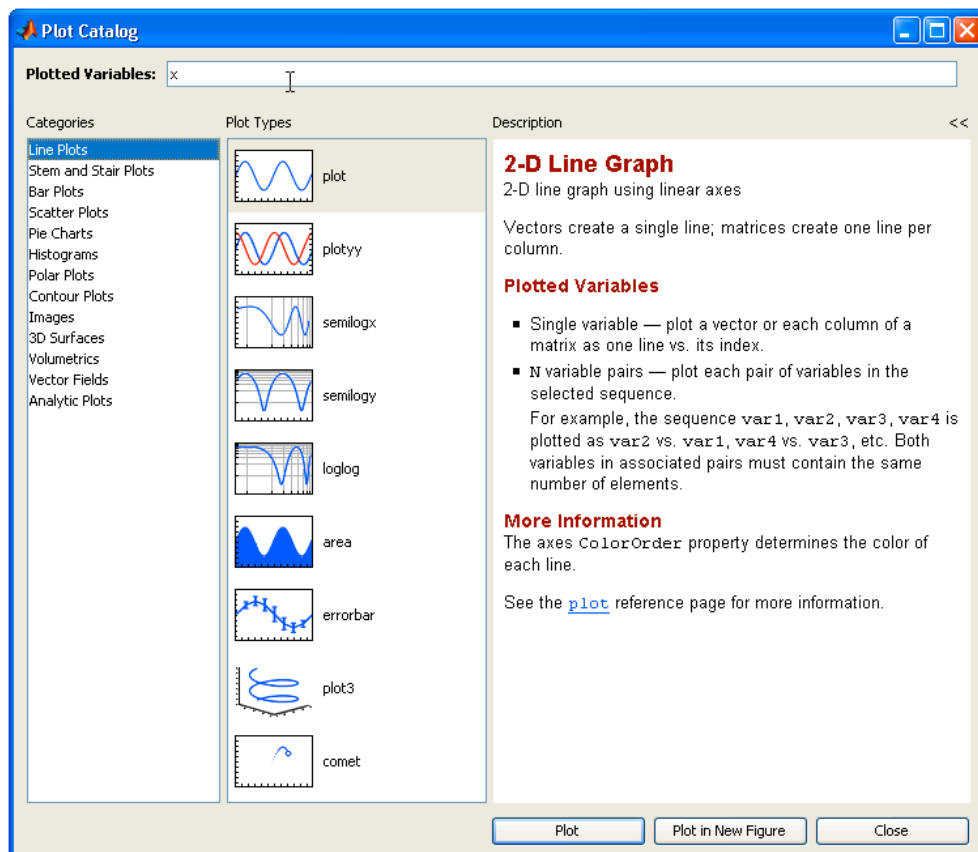 Plot Catalog
Plotted Variables: x
Categories
Line Plots
Stem and Stair Plots
Bar Plots
Scatter Plots
Pie Charts
Histograms
Polar Plots
Contour Plots
Images
3D Surfaces
Volumetrics
Vector Fields
Analytic Plots
Plot Types
plot
plotyy
semilogx
semilogy
loglog
area
errorbar
plot3
comet
Description <<
2-D Line Graph
2-D line graph using linear axes
Vectors create a single line; matrices create one line per
column.
Plotted Variables
■ Single variable — plot a vector or each column of a
matrix as one line vs. its index.
■ N variable pairs — plot each pair of variables in the
selected sequence.
For example, the sequence var1, var2, var3, var4 is
plotted as var2 vs. var1, var4 vs. var3, etc. Both
variables in associated pairs must contain the same
number of elements.
More Information
The axes ColorOrder property determines the color of
each line.
See the plot reference page for more information.
Plot
Plot in New Figure
Close